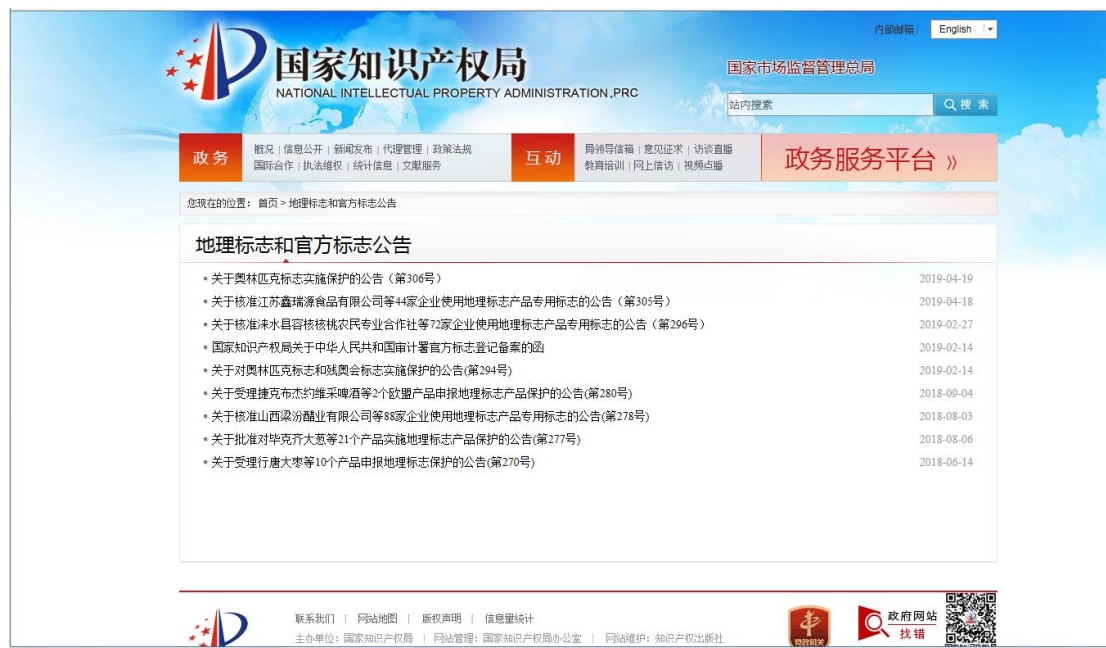 内部邮箱| English
国家知识产权局
NATIONAL INTELLECTUAL PROPERTY ADMINISTRATION,PRC
国家市场监督管理总局
站内搜索 搜 索
政务 概况 | 信息公开 | 新闻发布 | 代理管理 | 政策法规
国际合作 | 执法维权 | 统计信息 | 文献服务
互动 局领导信箱 | 意见征求 | 访谈直播
教育培训 | 网上信访 | 视频点播
政务服务平台 》
您现在的位置: 首页 > 地理标志和官方标志公告
地理标志和官方标志公告
▪ 关于奥林匹克标志实施保护的公告（第306号） 2019-04-19
▪ 关于核准江苏鑫瑞源食品有限公司等44家企业使用地理标志产品专用标志的公告（第305号） 2019-04-18
▪ 关于核准涞水县容核核桃农民专业合作社等72家企业使用地理标志产品专用标志的公告（第296号） 2019-02-27
▪ 国家知识产权局关于中华人民共和国审计署官方标志登记备案的函 2019-02-14
▪ 关于对奥林匹克标志和残奥会标志实施保护的公告(第294号) 2019-02-14
▪ 关于受理捷克布杰约维采啤酒等2个欧盟产品申报地理标志产品保护的公告(第280号) 2018-09-04
▪ 关于核准山西梁汾醋业有限公司等88家企业使用地理标志产品专用标志的公告(第278号) 2018-08-03
▪ 关于批准对毕克齐大葱等21个产品实施地理标志产品保护的公告(第277号) 2018-08-06
▪ 关于受理行唐大枣等10个产品申报地理标志保护的公告(第270号) 2018-06-14
联系我们 | 网站地图 | 版权声明 | 信息量统计
主办单位: 国家知识产权局 | 网站管理: 国家知识产权局办公室 | 网站维护: 知识产权出版社
党政机关
政府网站
找错